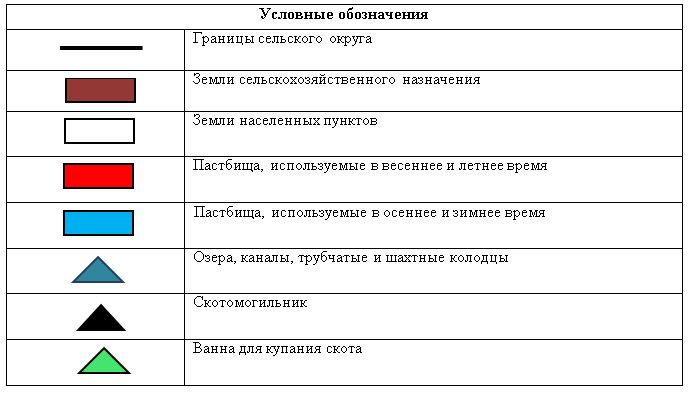 Условные обозначения
Границы сельского округа
Земли сельскохозяйственного назначения
Земли населенных пунктов
Пастбища, используемые в весеннее и летнее время
Пастбища, используемые в осеннее и зимнее время
Озера, каналы, трубчатые и шахтные колодцы
Скотомогильник
Ванна для купания скота